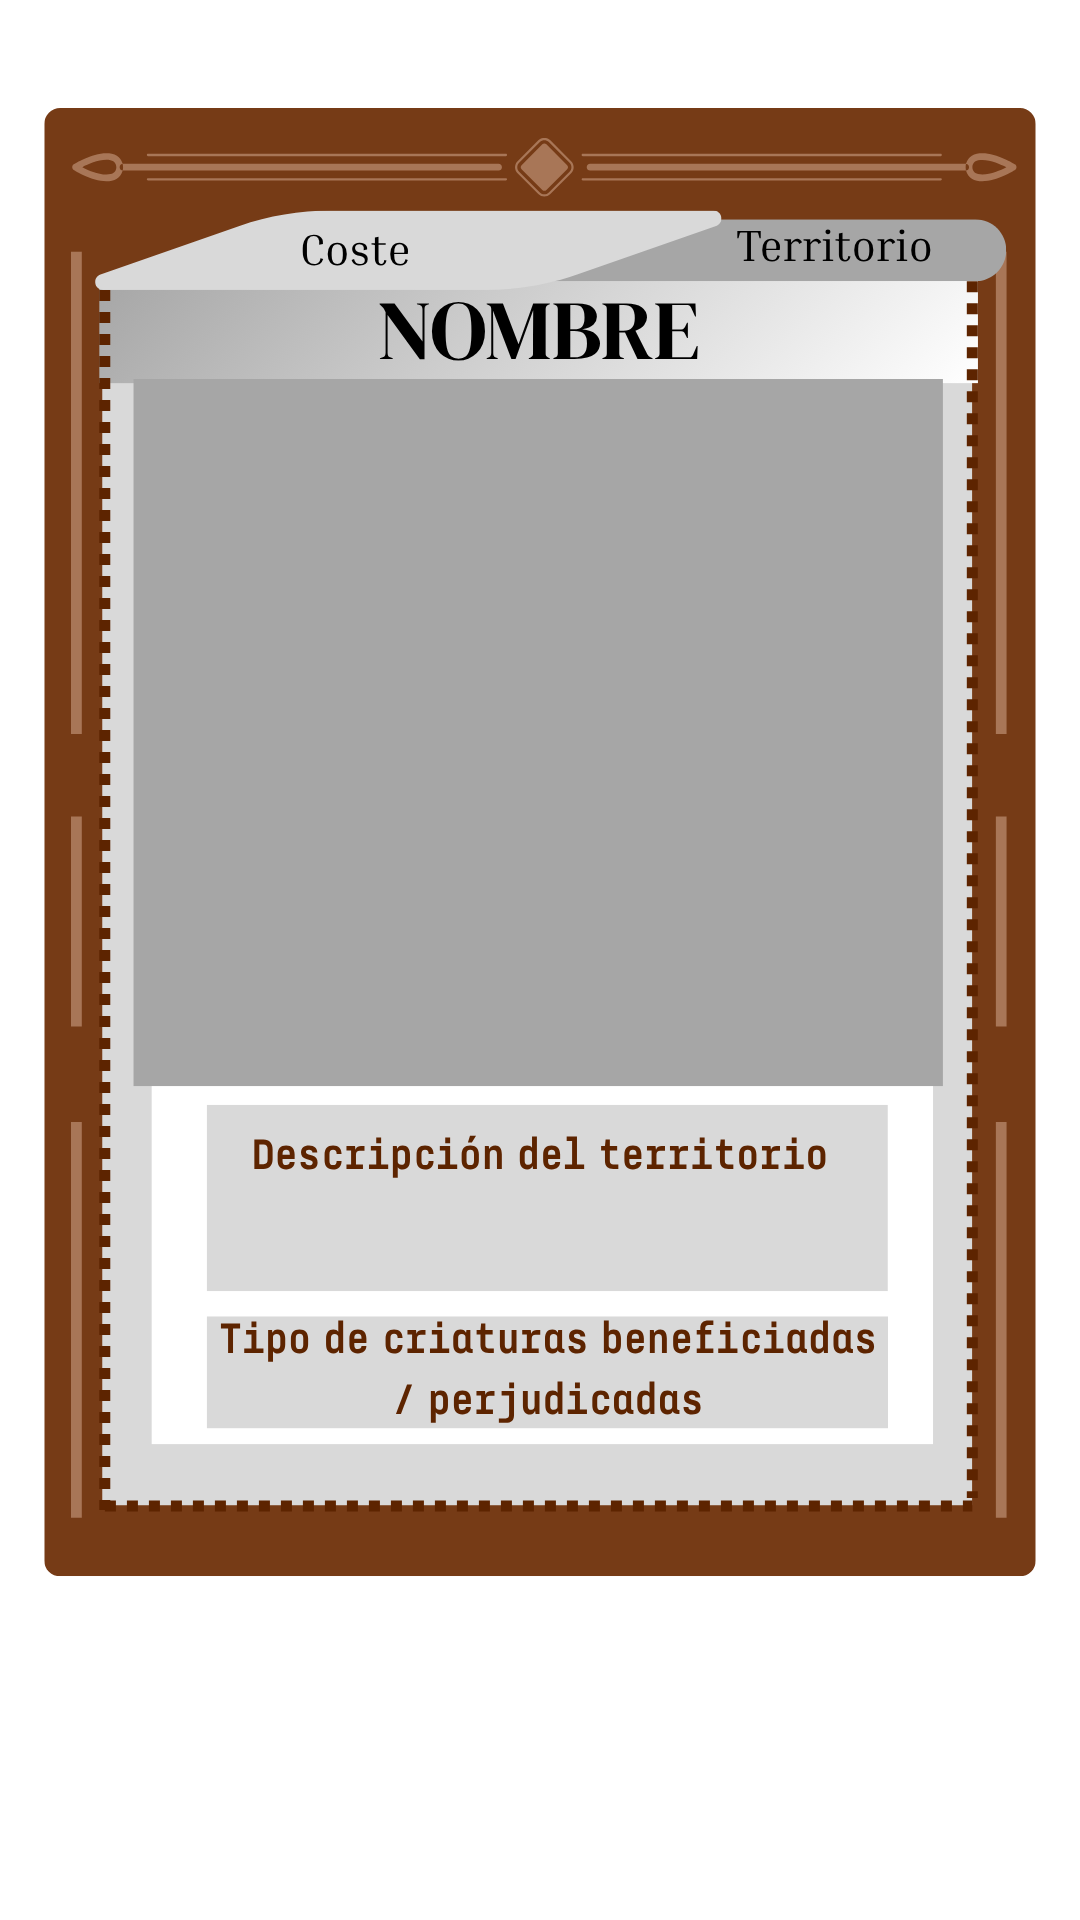 Coste
Territorio
NOMBRE
Descripción del territorio
Tipo de criaturas beneficiadas
/ perjudicadas